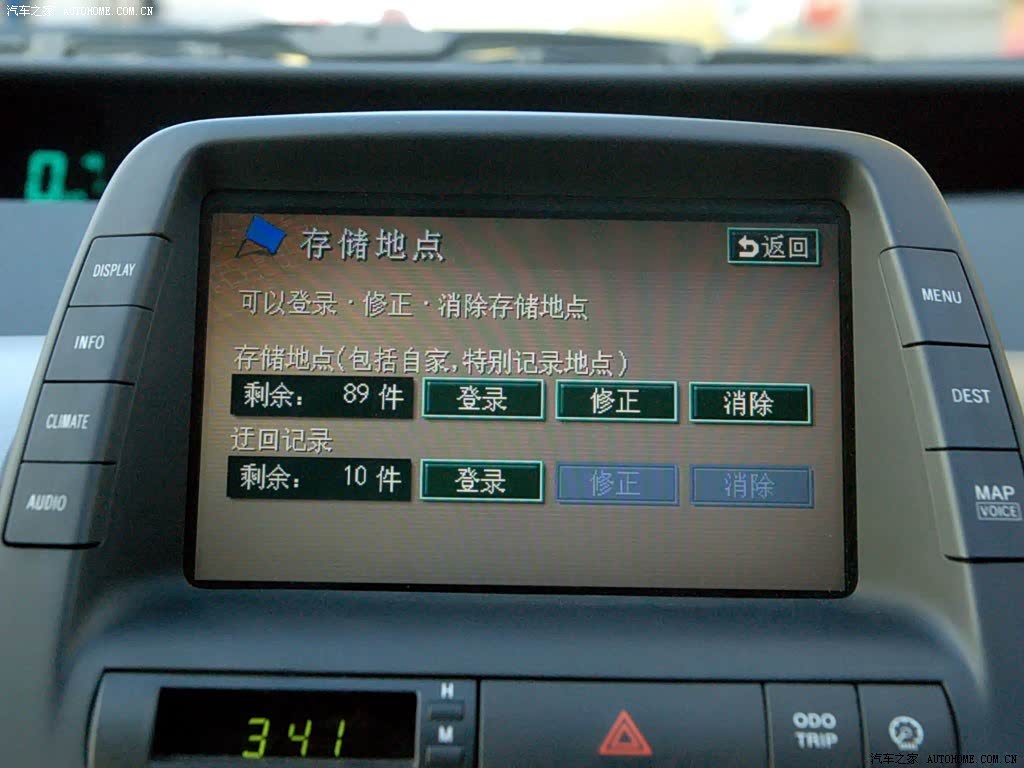 汽车之家 AUTOHOME.COM.CN
存储地点
返回
DISPLAY
MENU
可以登录·修正·消除存储地点
INFO
存储地点(包括自家,特别记录地点)
剩余: 89 件 登录 修正 消除
DEST
CLIMATE
迂回记录
剩余: 10 件 登录 修正 消除
AUDIO
MAP
VOICE
H
341
M
ODO
TRIP
汽车之家 AUTOHOME.COM.CN